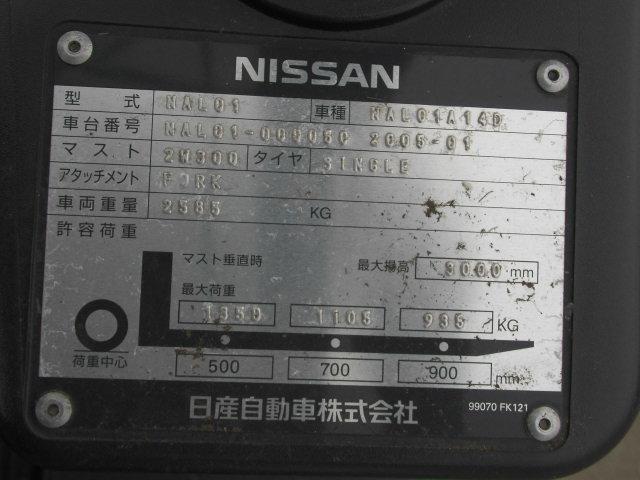 NISSAN
型式 NAL01 車種 NAL01A14D
車台番号 2005-01
マスト 2W300 タイヤ SINGLE
アタッチメント FORK
車両重量 2585 KG
許容荷重
マスト垂直時 最大揚高 3000 mm
最大荷重
1350 1105 935 KG
荷重中心 500 700 900 mm
日産自動車株式会社 99070 FK121